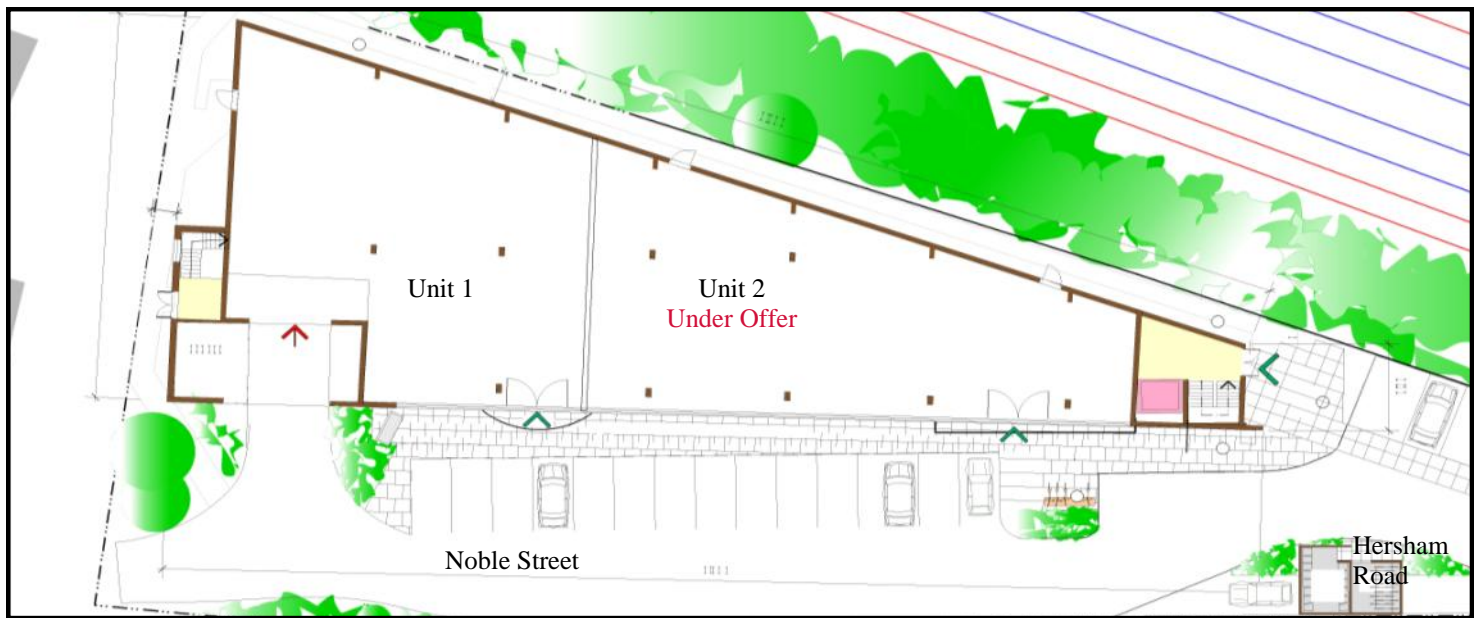 Unit 1
Unit 2
Under Offer
Noble Street
Hersham
Road